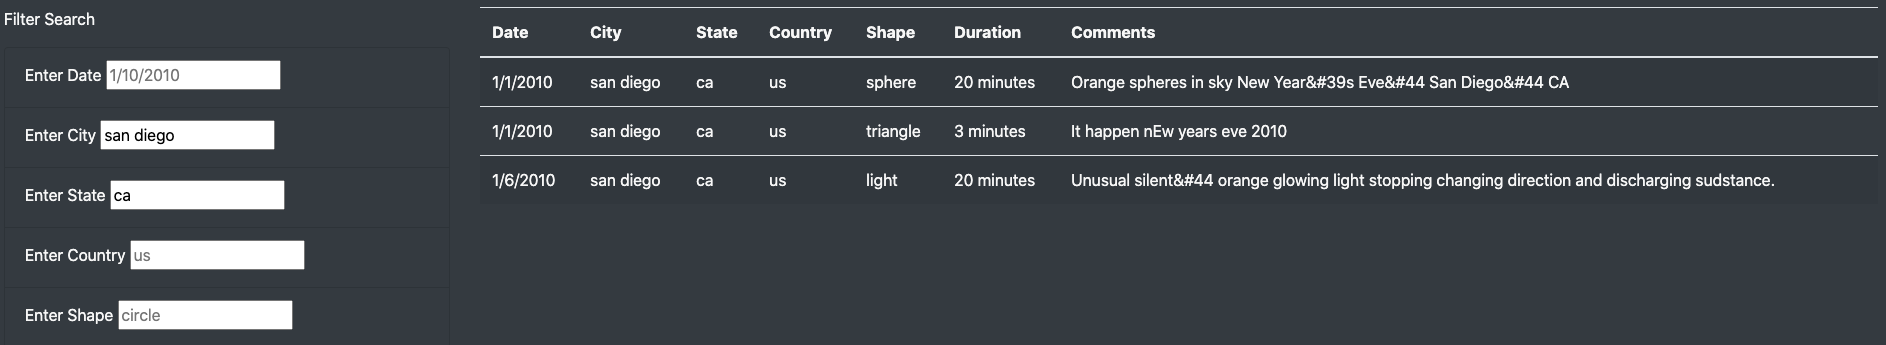 Filter Search
Enter Date 1/10/2010
Enter City san diego
Enter State ca
Enter Country us
Enter Shape circle
Date City State Country Shape Duration Comments
1/1/2010 san diego ca us sphere 20 minutes Orange spheres in sky New Year&#39s Eve&#44 San Diego&#44 CA
1/1/2010 san diego ca us triangle 3 minutes It happen nEw years eve 2010
1/6/2010 san diego ca us light 20 minutes Unusual silent&#44 orange glowing light stopping changing direction and discharging sudstance.